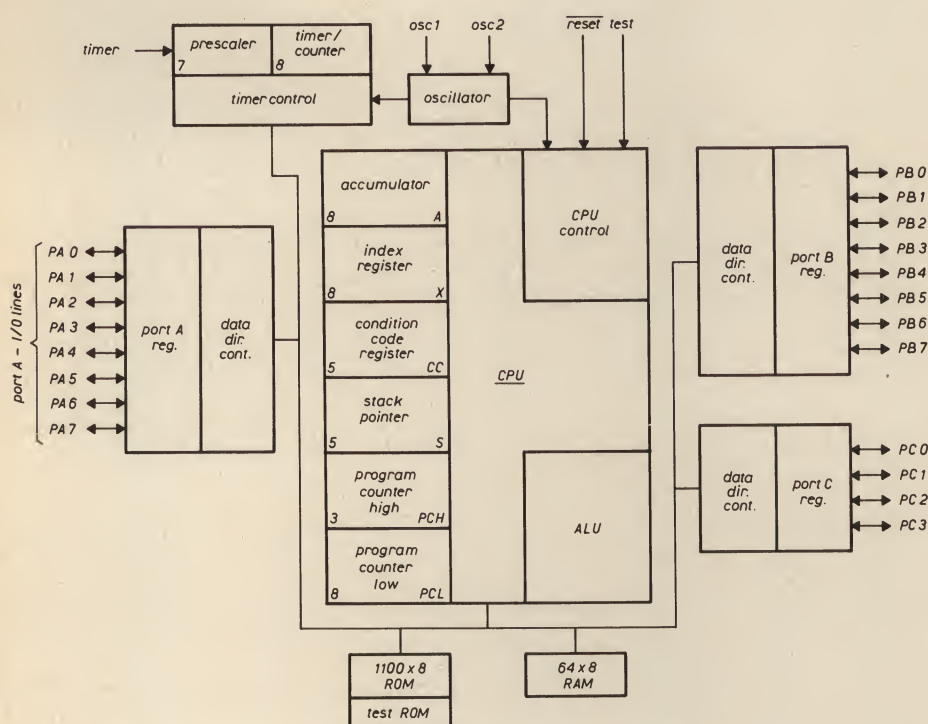 timer
prescaler
7
timer/
counter
8
timer control
osc1
osc2
oscillator
reset
test
accumulator
8
A
index
register
8
X
condition
code
register
5
CC
stack
pointer
5
S
program
counter
high
3
PCH
program
counter
low
8
PCL
CPU
CPU
control
ALU
port A - I/O lines
PA 0
PA 1
PA 2
PA 3
PA 4
PA 5
PA 6
PA 7
port A
reg.
data
dir.
cont.
data
dir.
cont.
port B
reg.
PB 0
PB 1
PB 2
PB 3
PB 4
PB 5
PB 6
PB 7
data
dir.
cont.
port C
reg.
PC 0
PC 1
PC 2
PC 3
1100 x 8
ROM
test ROM
64 x 8
RAM